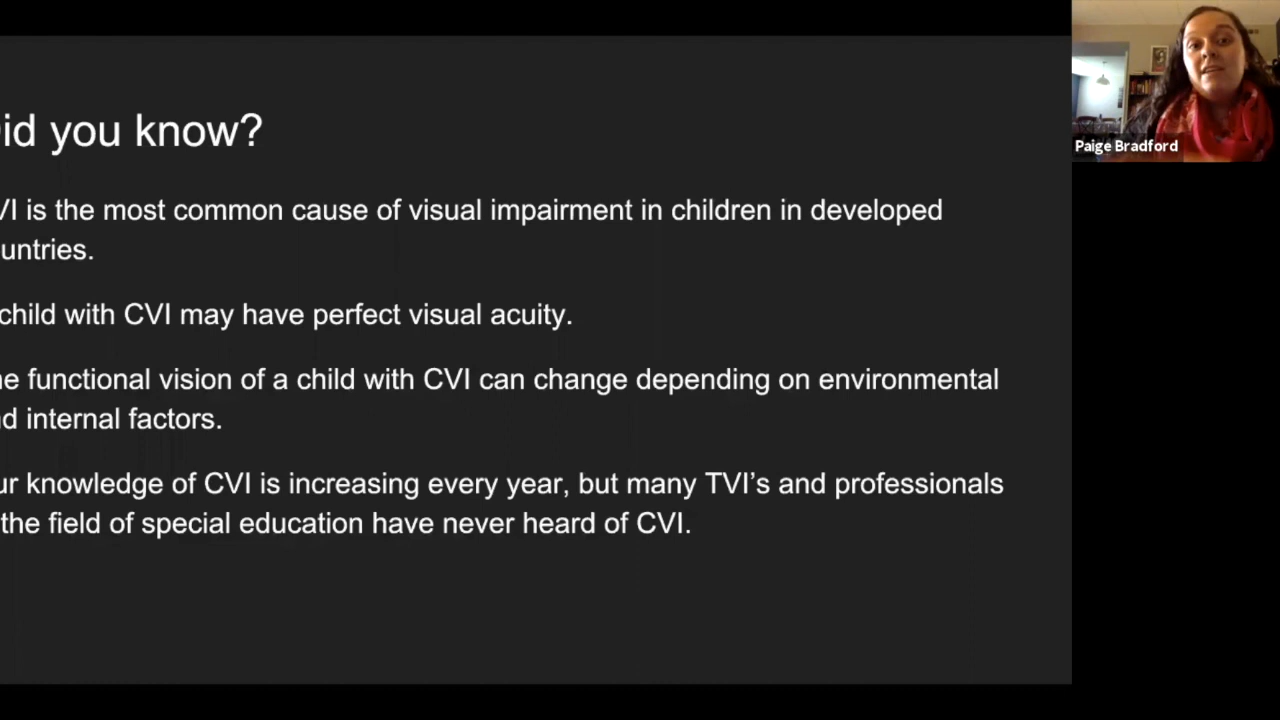 id you know?
VI is the most common cause of visual impairment in children in developed
untries.
child with CVI may have perfect visual acuity.
e functional vision of a child with CVI can change depending on environmental
d internal factors.
ur knowledge of CVI is increasing every year, but many TVI's and professionals
the field of special education have never heard of CVI.
Paige Bradford